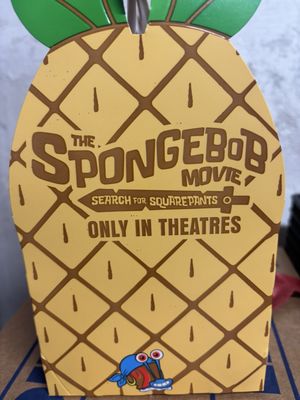 THE
SPONGEBOB
MOVIE
SEARCH FOR SQUAREPANTS
ONLY IN THEATRES